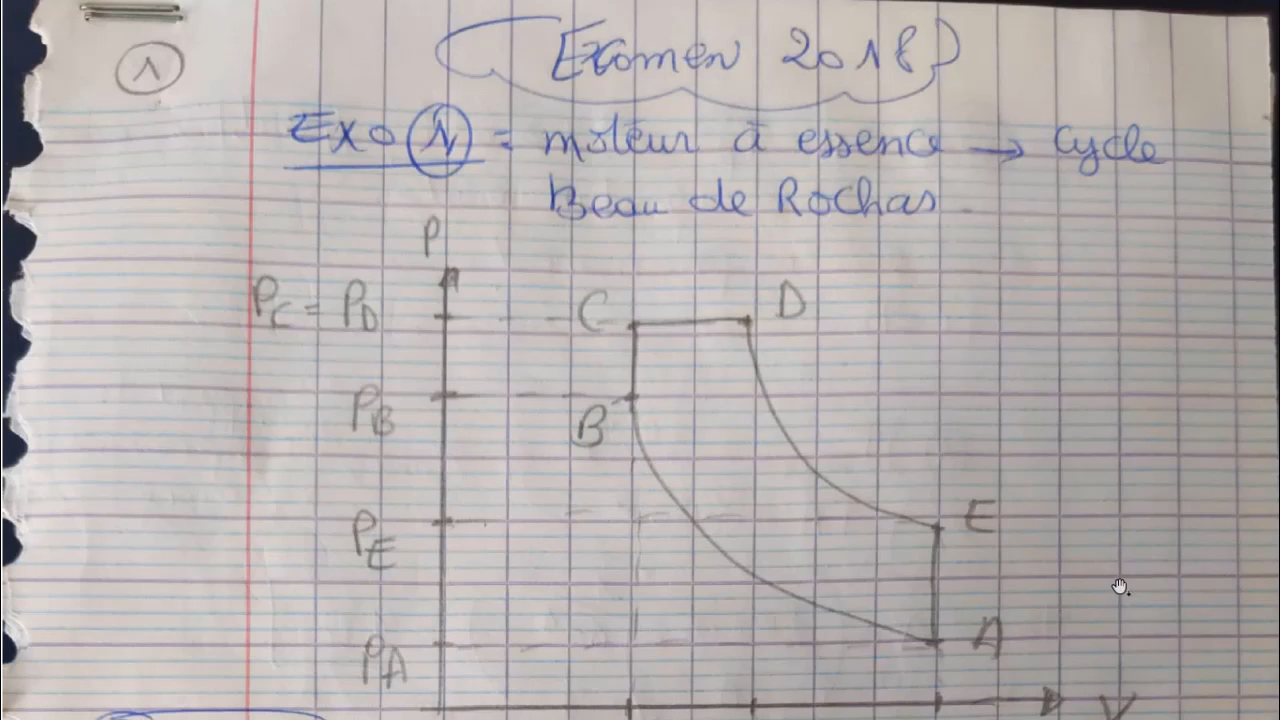 1
Examen 2018
Exo 1 = moteur à essence → Cycle
Beau de Rochas
P
PC = PD
C
D
PB
B
PE
E
PA
A
V